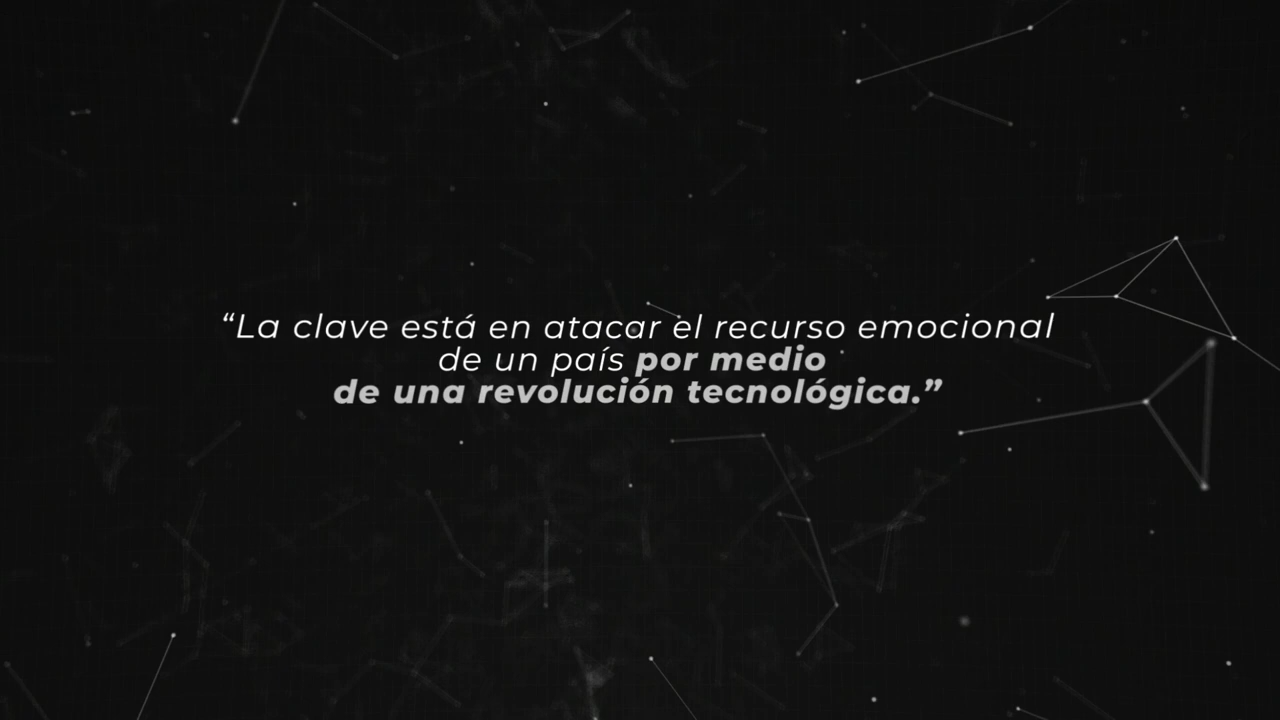 “La clave está en atacar el recurso emocional
de un país por medio
de una revolución tecnológica.”